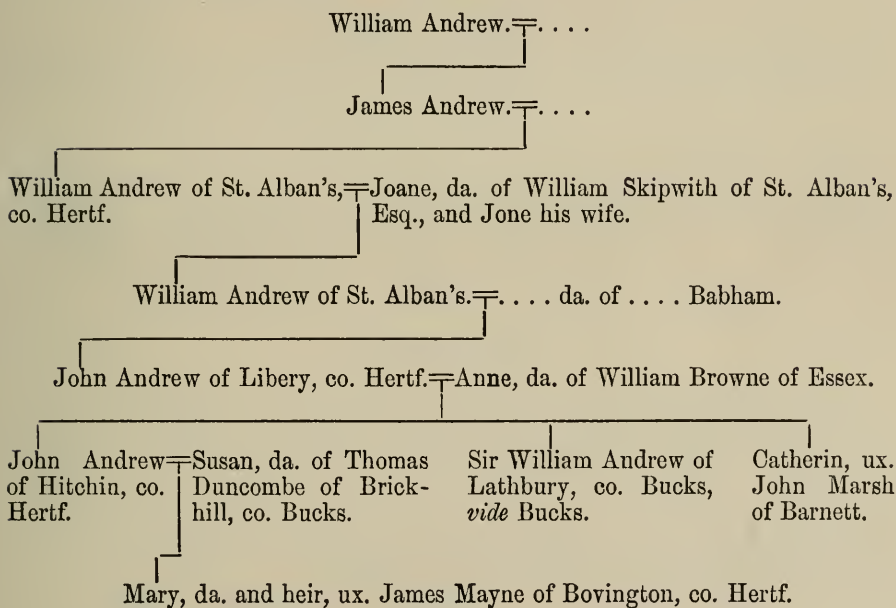 William Andrew.=. . . .
James Andrew.=. . . .
William Andrew of St. Alban's,=Joane, da. of William Skipwith of St. Alban's,
co. Hertf. Esq., and Jone his wife.
William Andrew of St. Alban's.=. . . . da. of . . . . Babham.
John Andrew of Libery, co. Hertf.=Anne, da. of William Browne of Essex.
John Andrew=Susan, da. of Thomas Sir William Andrew of Catherin, ux.
of Hitchin, co. Duncombe of Brick- Lathbury, co. Bucks, John Marsh
Hertf. hill, co. Bucks. vide Bucks. of Barnett.
Mary, da. and heir, ux. James Mayne of Bovington, co. Hertf.